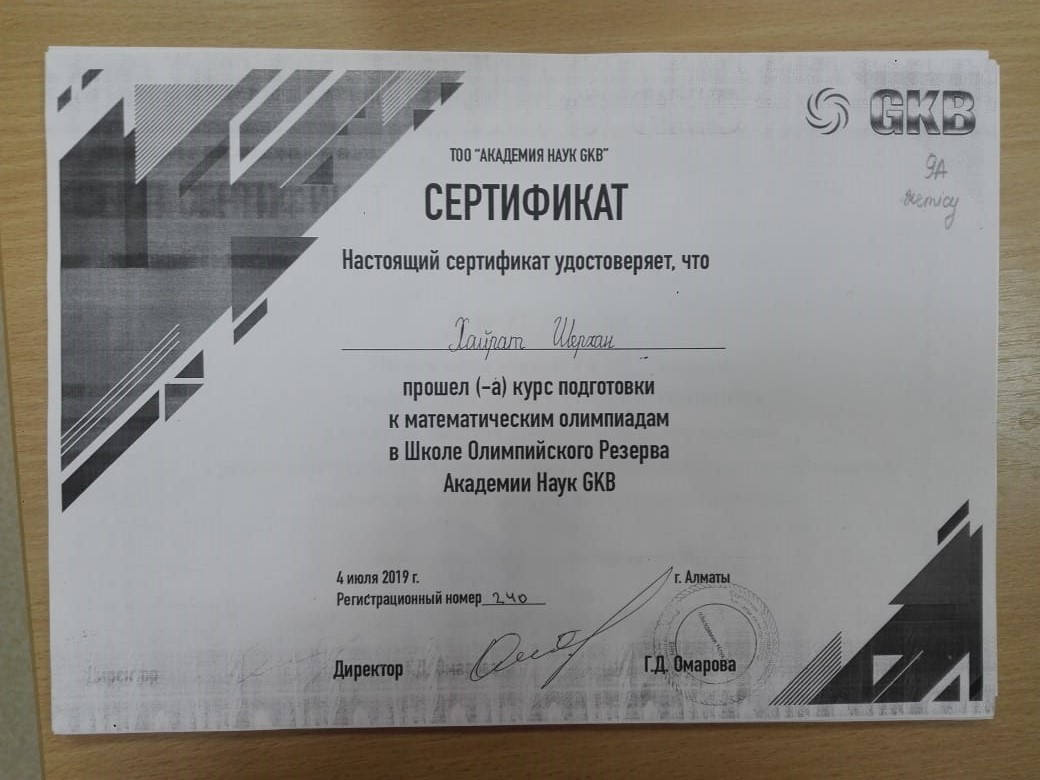 GKB
ТОО "АКАДЕМИЯ НАУК GKB"
9А
СЕРТИФИКАТ
жетісу
Настоящий сертификат удостоверяет, что
Хайрат Шерхан
прошел (-а) курс подготовки
к математическим олимпиадам
в Школе Олимпийского Резерва
Академии Наук GKB
4 июля 2019 г. г. Алматы
Регистрационный номер 240
Директор Г.Д. Омарова